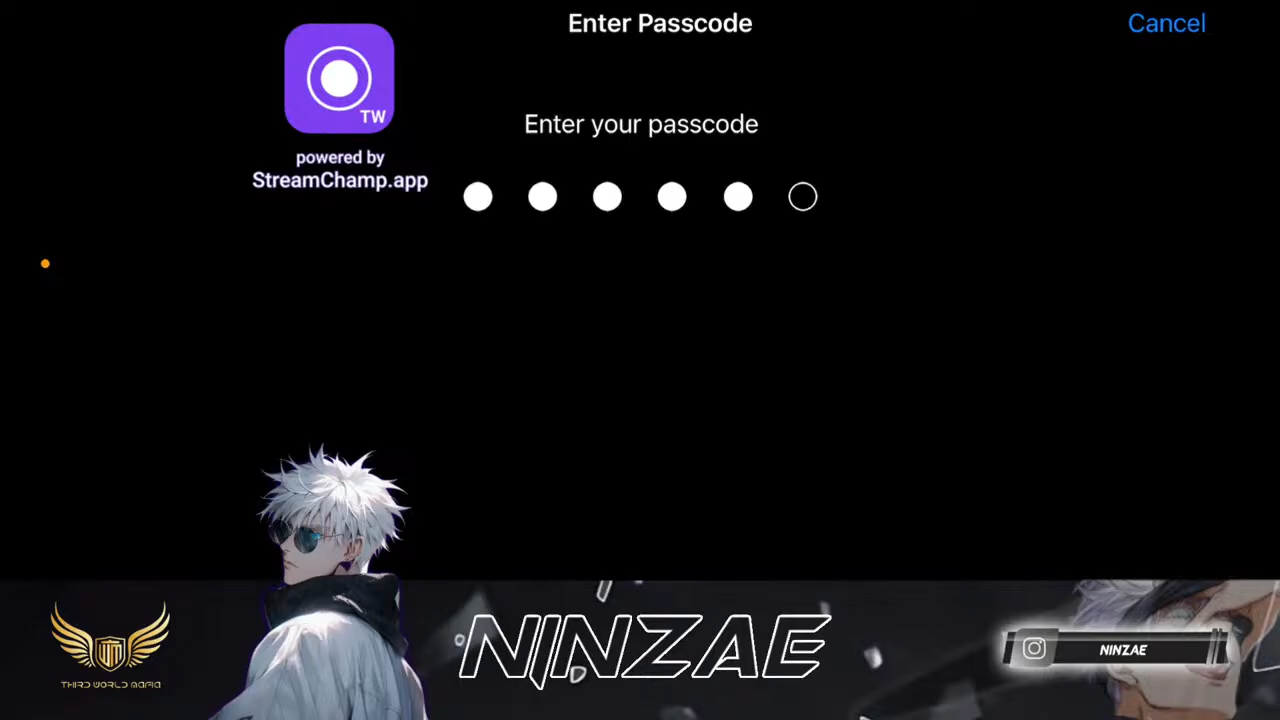 Enter Passcode
Cancel
TW
powered by
StreamChamp.app
Enter your passcode
THIRD WORLD MAFIA
NINZAE
NINZAE